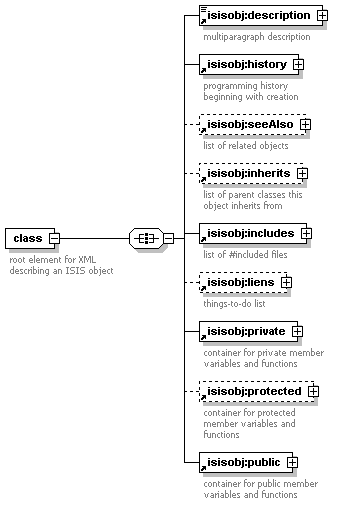 isisobj:description
multiparagraph description
isisobj:history
programming history
beginning with creation
isisobj:seeAlso
list of related objects
isisobj:inherits
list of parent classes this
object inherits from
class
root element for XML
describing an ISIS object
isisobj:includes
list of #included files
isisobj:liens
things-to-do list
isisobj:private
container for private member
variables and functions
isisobj:protected
container for protected
member variables and
functions
isisobj:public
container for public member
variables and functions